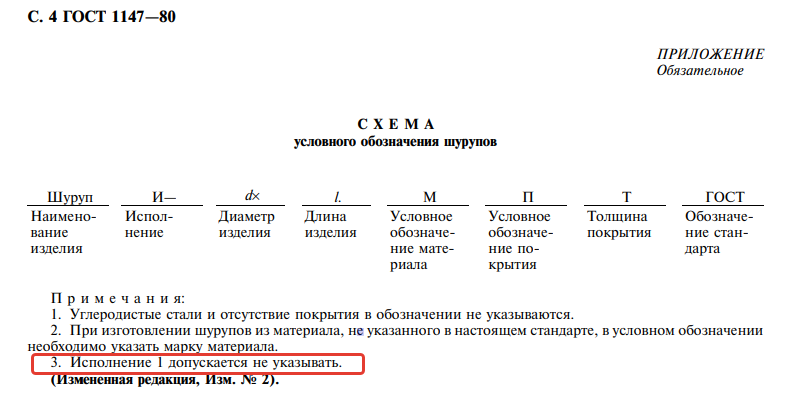 С. 4 ГОСТ 1147—80
ПРИЛОЖЕНИЕ
Обязательное
СХЕМА
условного обозначения шурупов
Шуруп И— d× l. М П Т ГОСТ
Наимено- Испол- Диаметр Длина Условное Условное Толщина Обозначе-
вание нение изделия изделия обозначе- обозначе- покрытия ние стан-
изделия ние мате- ние по- дарта
риала крытия
Примечания:
1. Углеродистые стали и отсутствие покрытия в обозначении не указываются.
2. При изготовлении шурупов из материала, не указанного в настоящем стандарте, в условном обозначении
необходимо указать марку материала.
3. Исполнение 1 допускается не указывать.
(Измененная редакция, Изм. № 2).